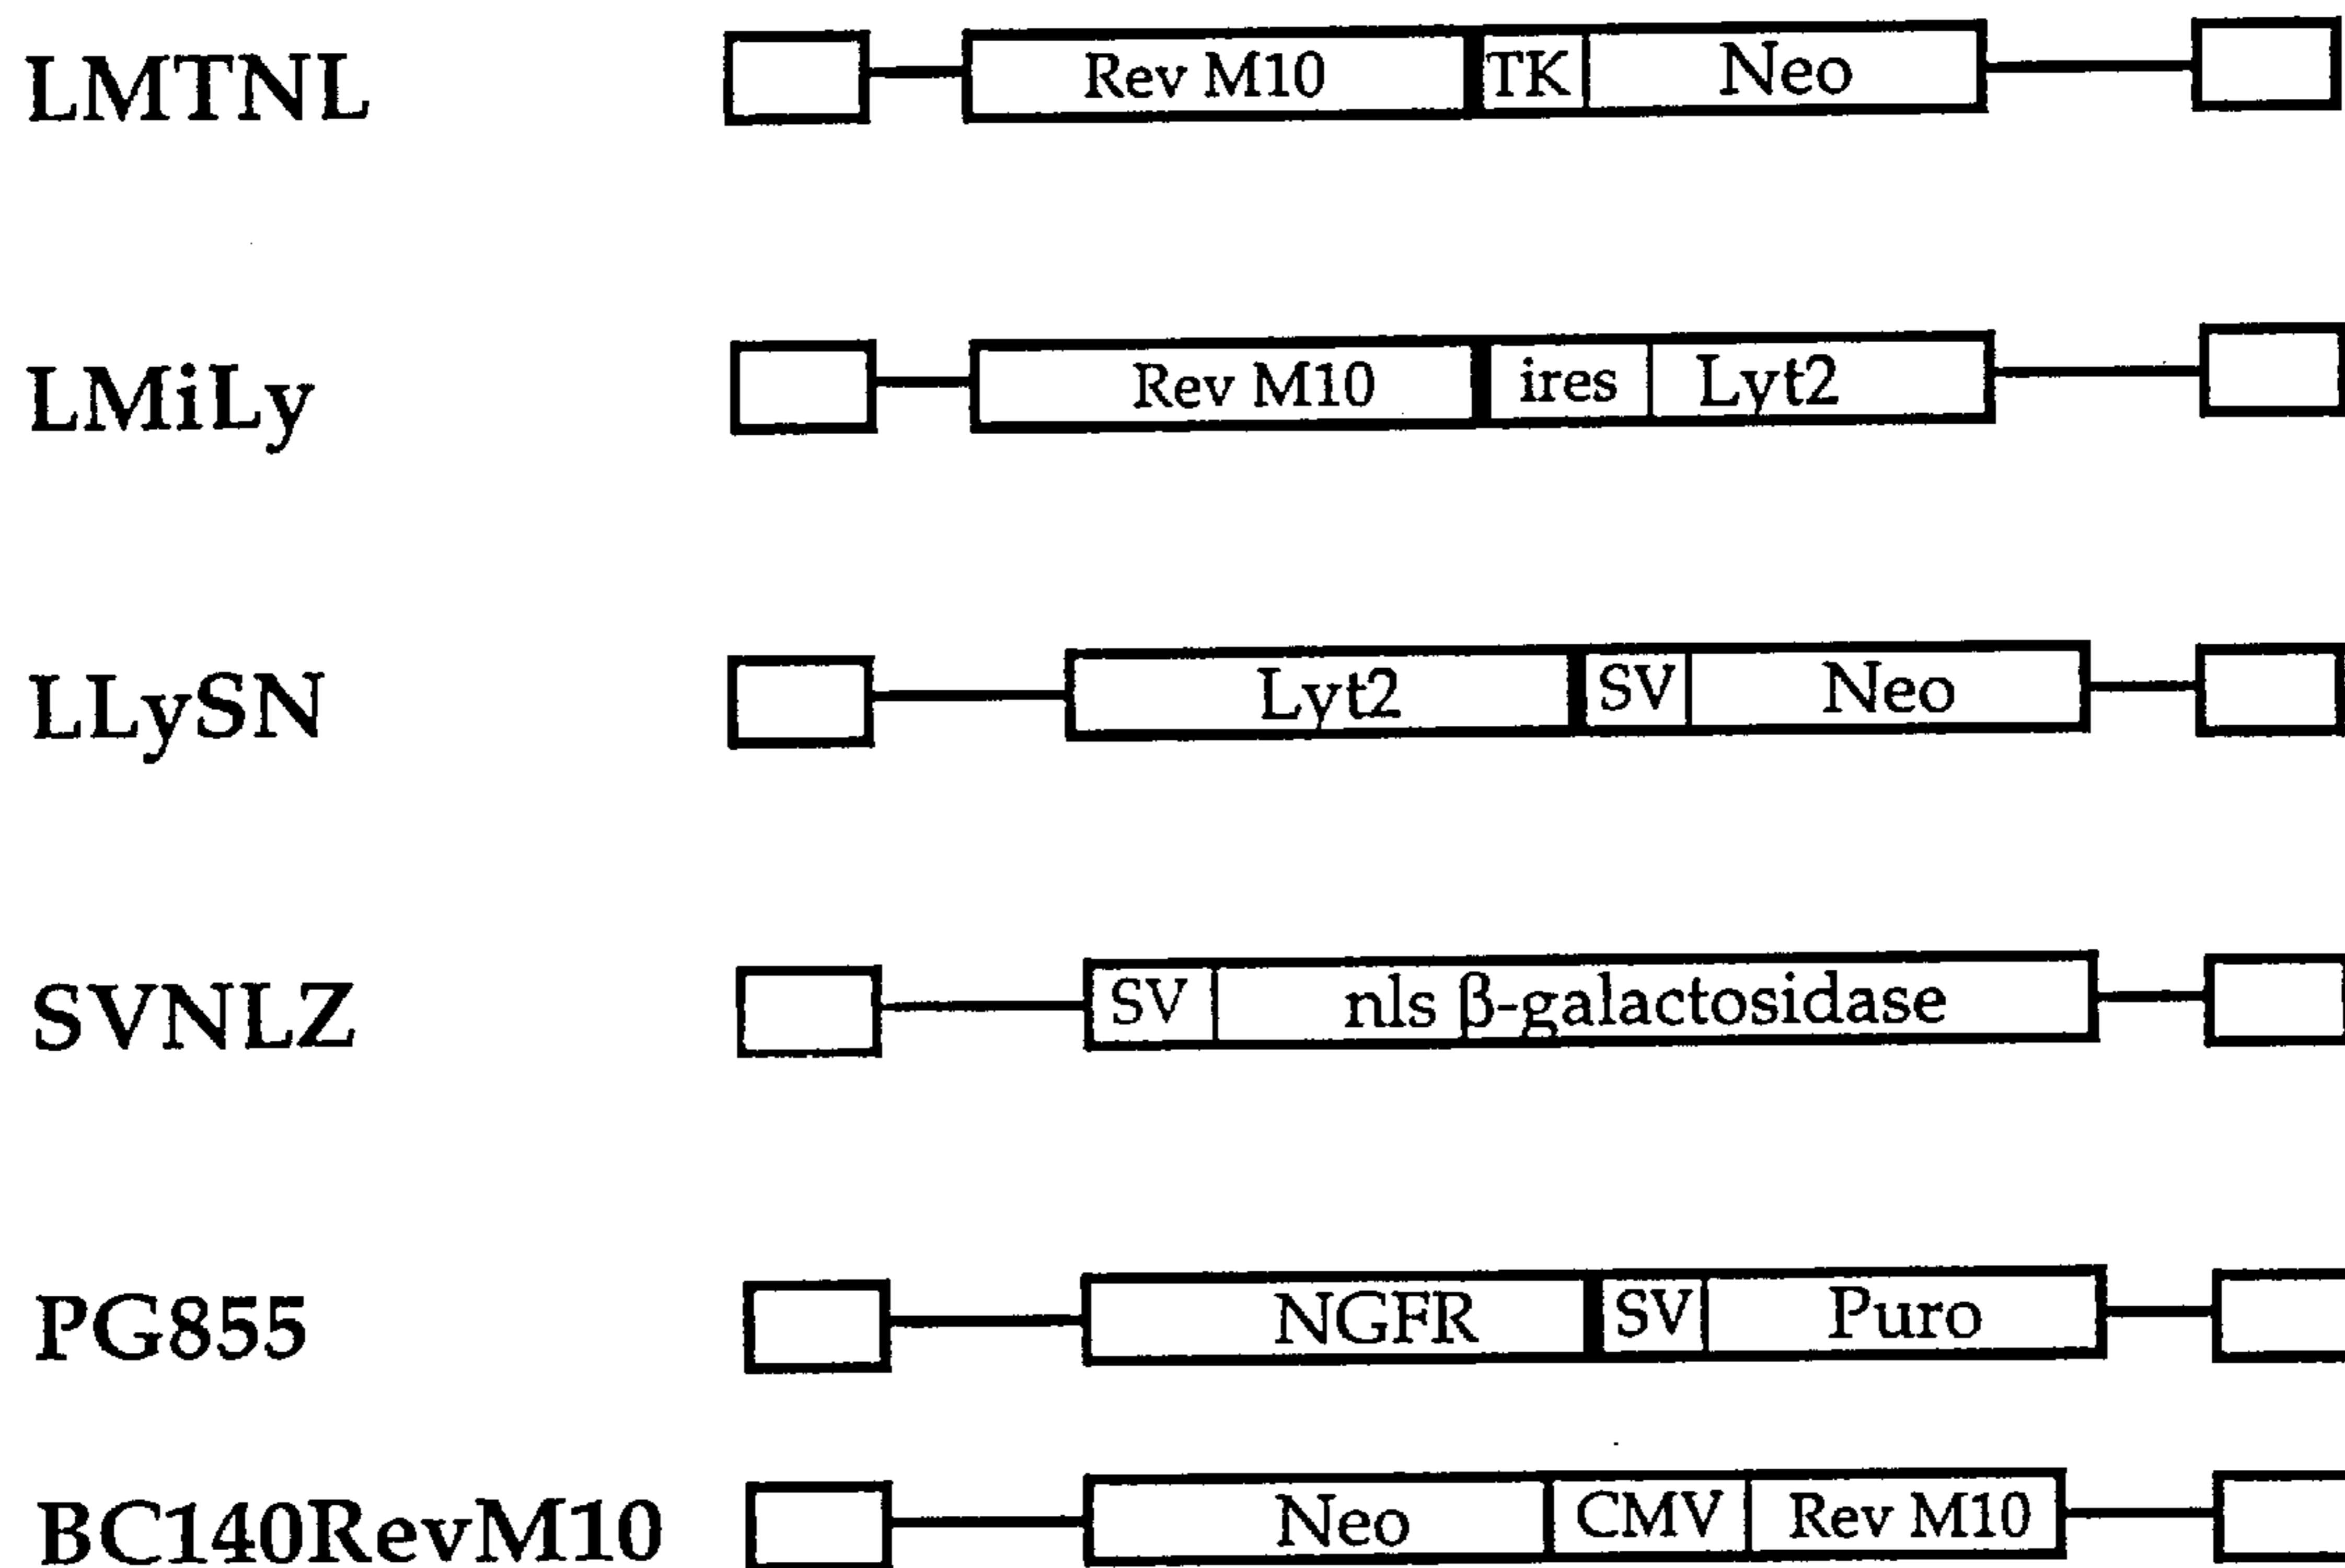 LMTNL Rev M10 TK Neo
LMiLy Rev M10 ires Lyt2
LLySN Lyt2 SV Neo
SVNLZ SV nls β-galactosidase
PG855 NGFR SV Puro
BC140RevM10 Neo CMV Rev M10